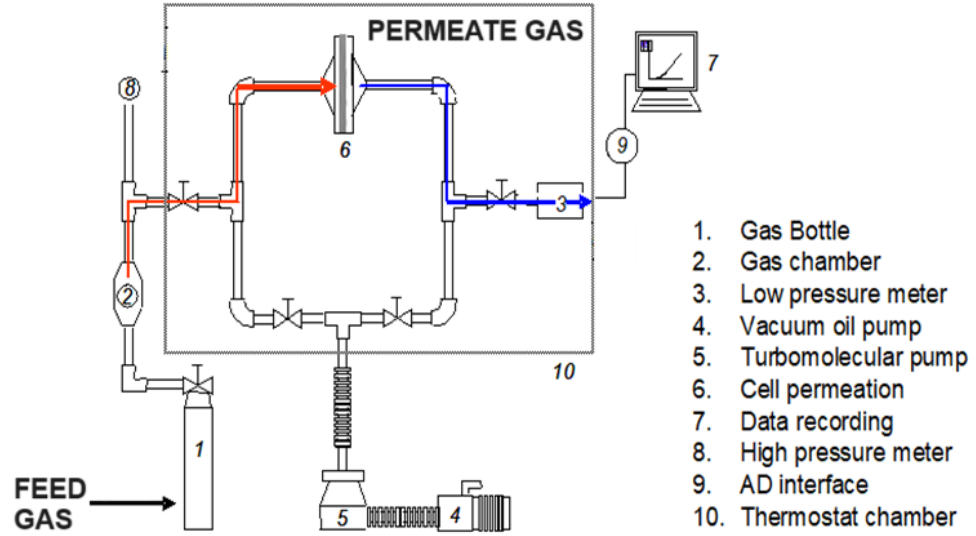 PERMEATE GAS
7
8
6
9
3
2
10
1
FEED
GAS
5
4
1. Gas Bottle
2. Gas chamber
3. Low pressure meter
4. Vacuum oil pump
5. Turbomolecular pump
6. Cell permeation
7. Data recording
8. High pressure meter
9. AD interface
10. Thermostat chamber